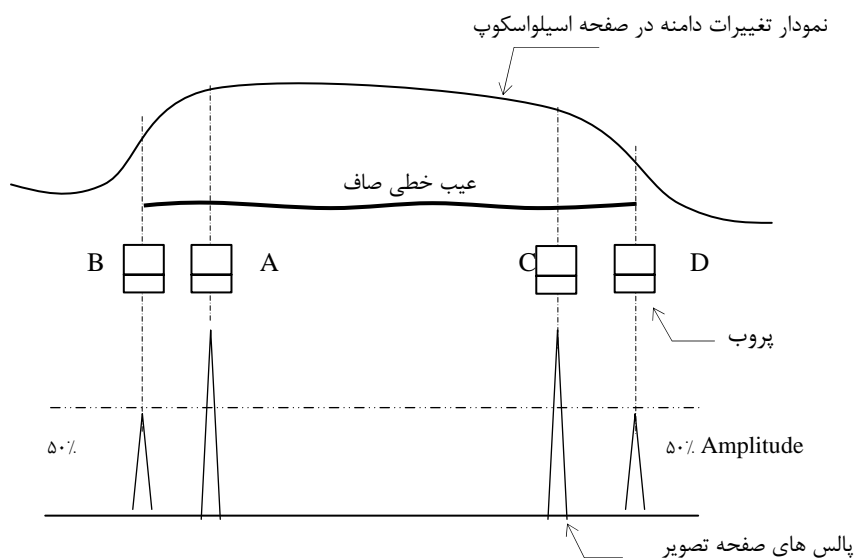 نمودار تغییرات دامنه در صفحه اسیلواسکوپ
عیب خطی صاف
B
A
C
D
پروب
۵۰٪
۵۰٪ Amplitude
پالس های صفحه تصویر